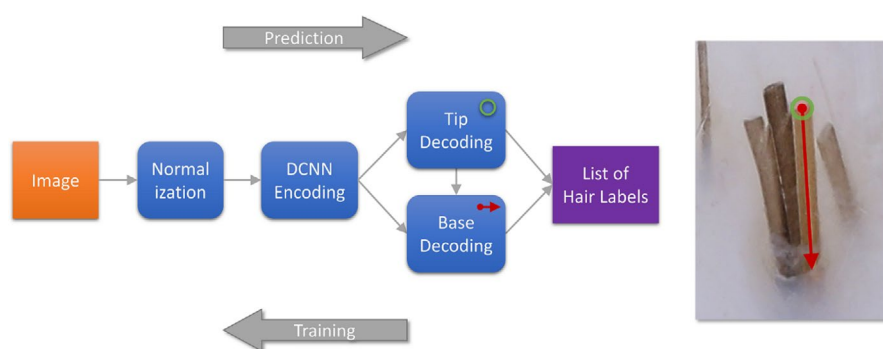 Prediction
Image
Normal
ization
DCNN
Encoding
Tip
Decoding
Base
Decoding
List of
Hair Labels
Training